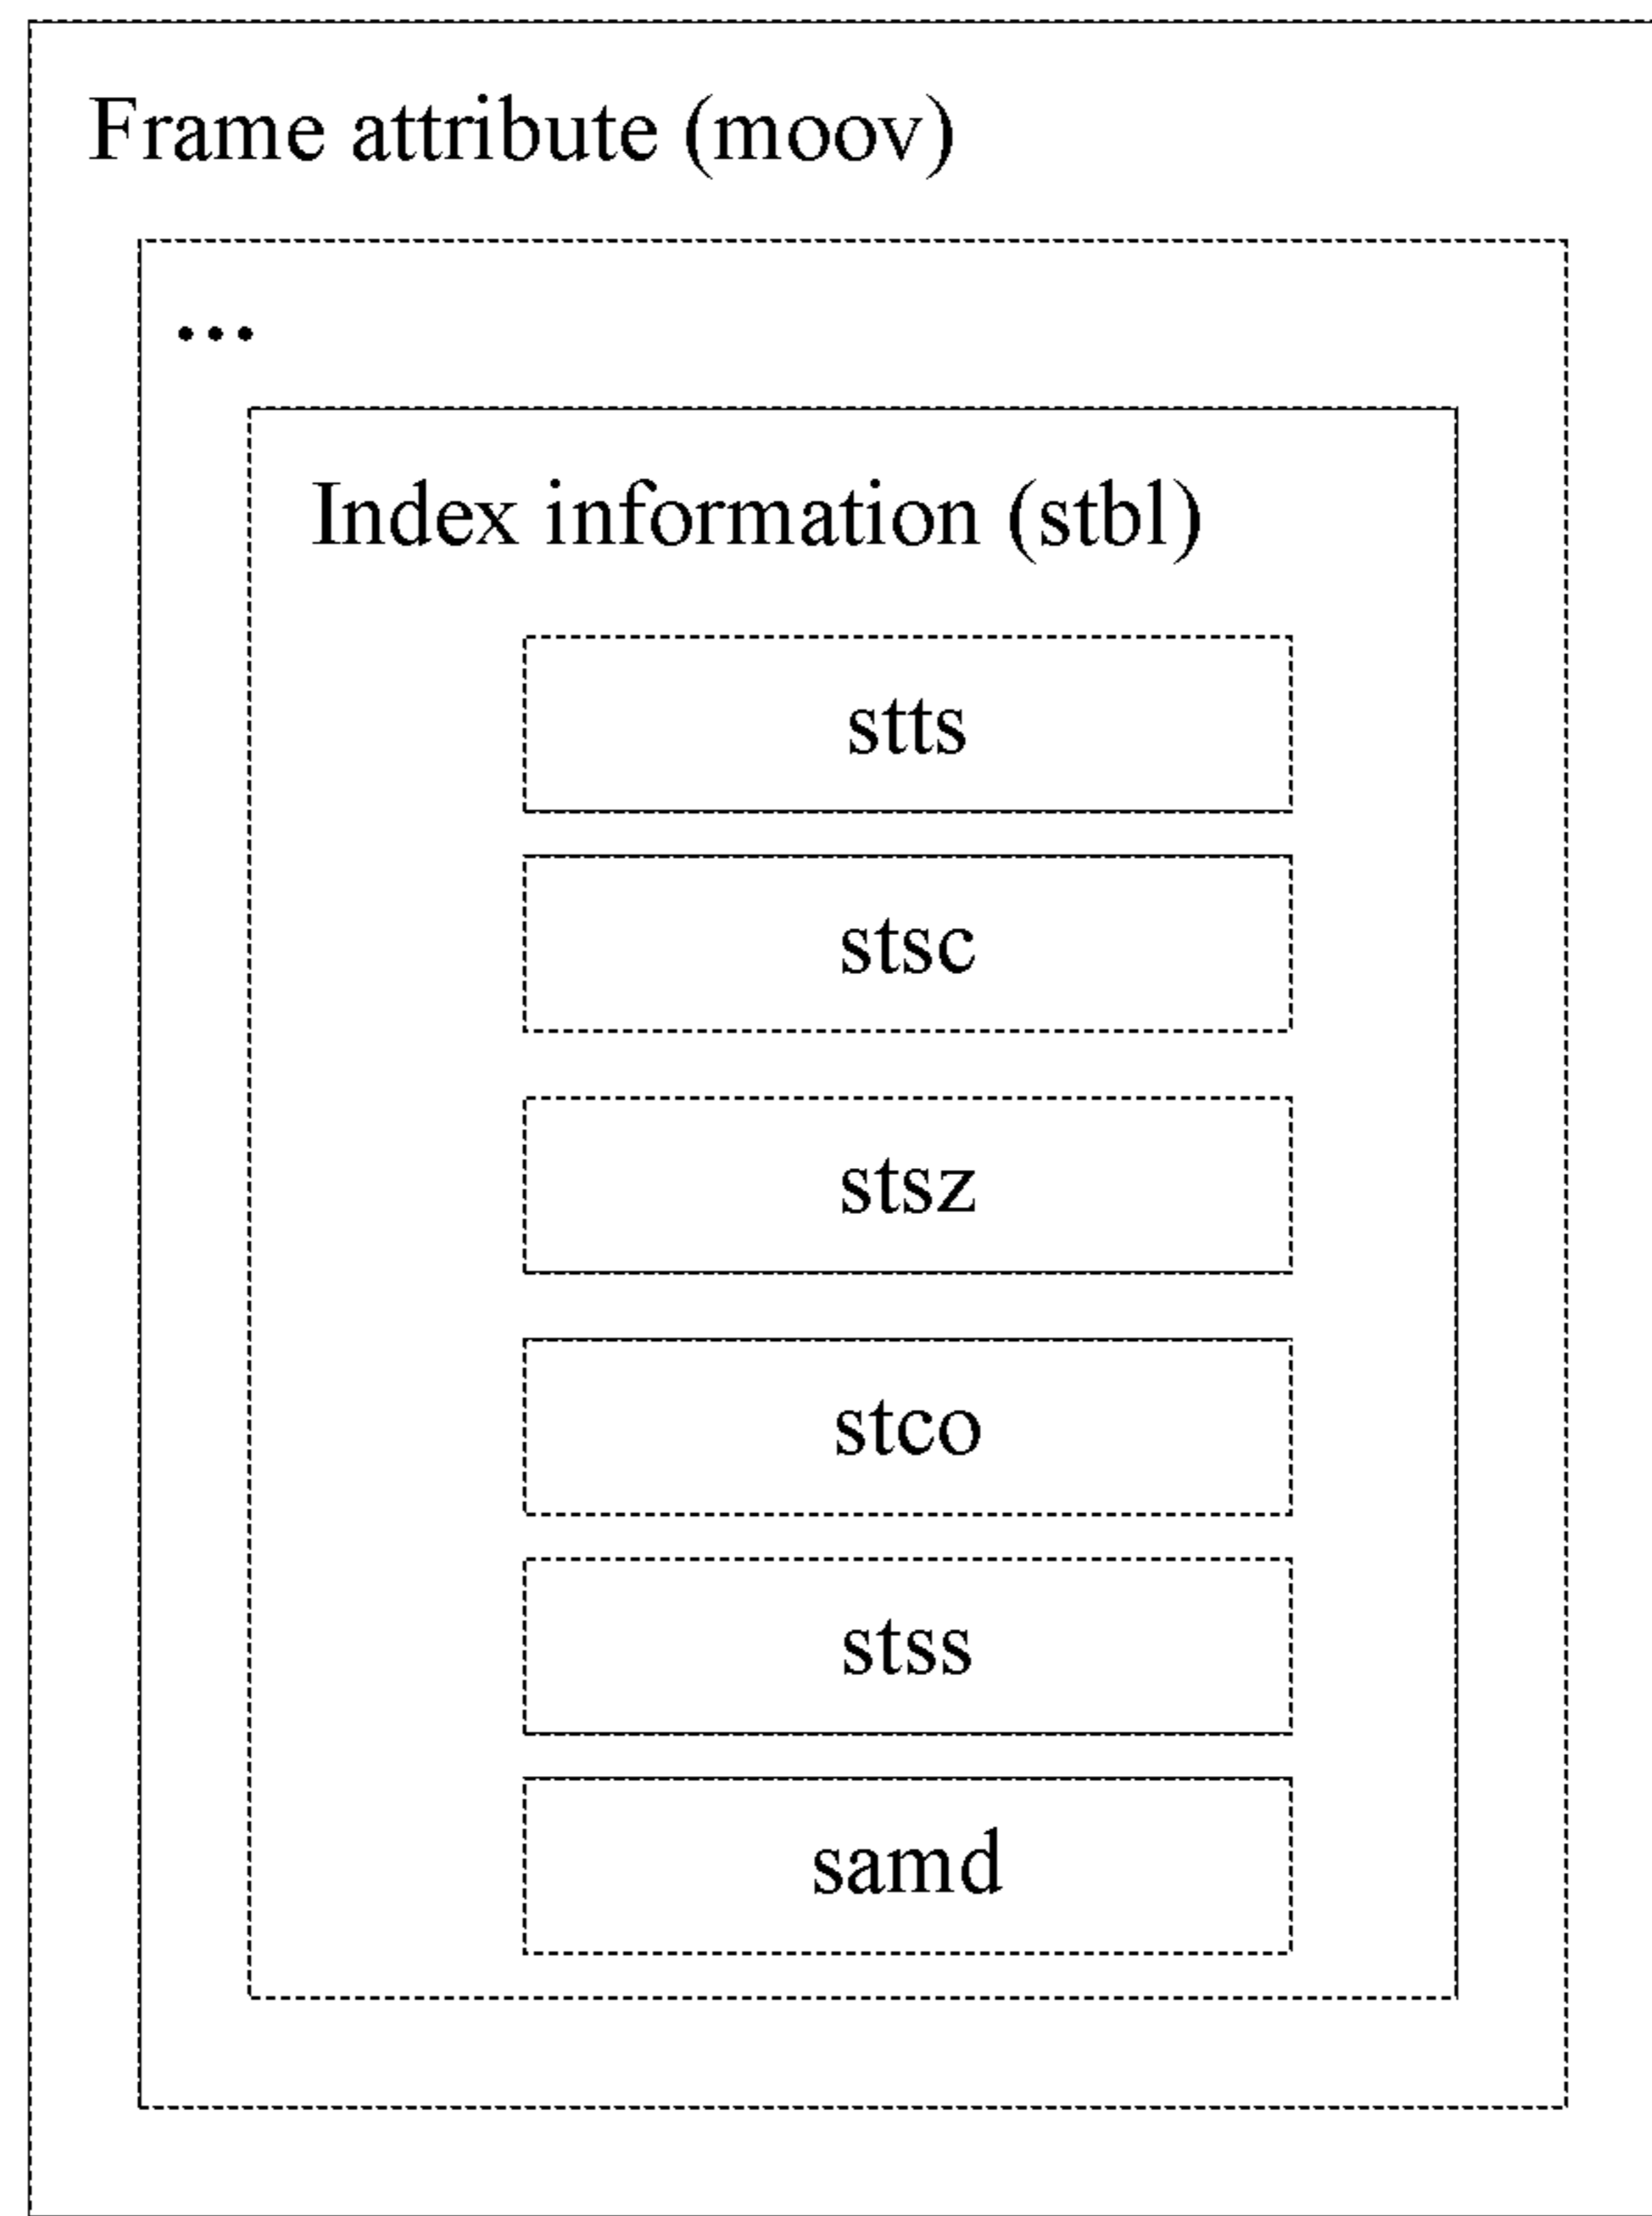 Frame attribute (moov)
...
Index information (stbl)
stts
stsc
stsz
stco
stss
samd